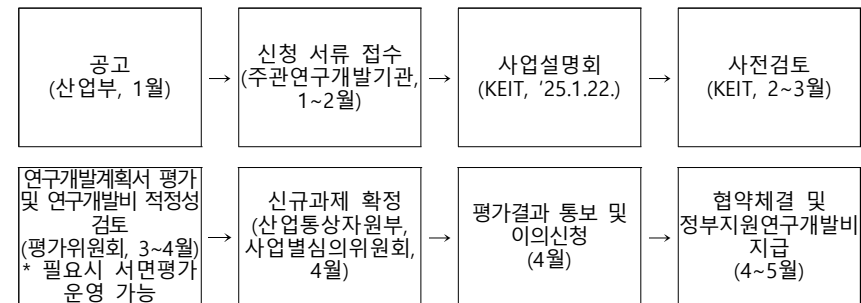 공고
(산업부, 1월)
→
신청 서류 접수
(주관연구개발기관,
1~2월)
→
사업설명회
(KEIT, '25.1.22.)
→
사전검토
(KEIT, 2~3월)
연구개발계획서 평가
및 연구개발비 적정성
검토
(평가위원회, 3~4월)
* 필요시 서면평가
운영 가능
→
신규과제 확정
(산업통상자원부,
사업별심의위원회,
4월)
→
평가결과 통보 및
이의신청
(4월)
→
협약체결 및
정부지원연구개발비
지급
(4~5월)